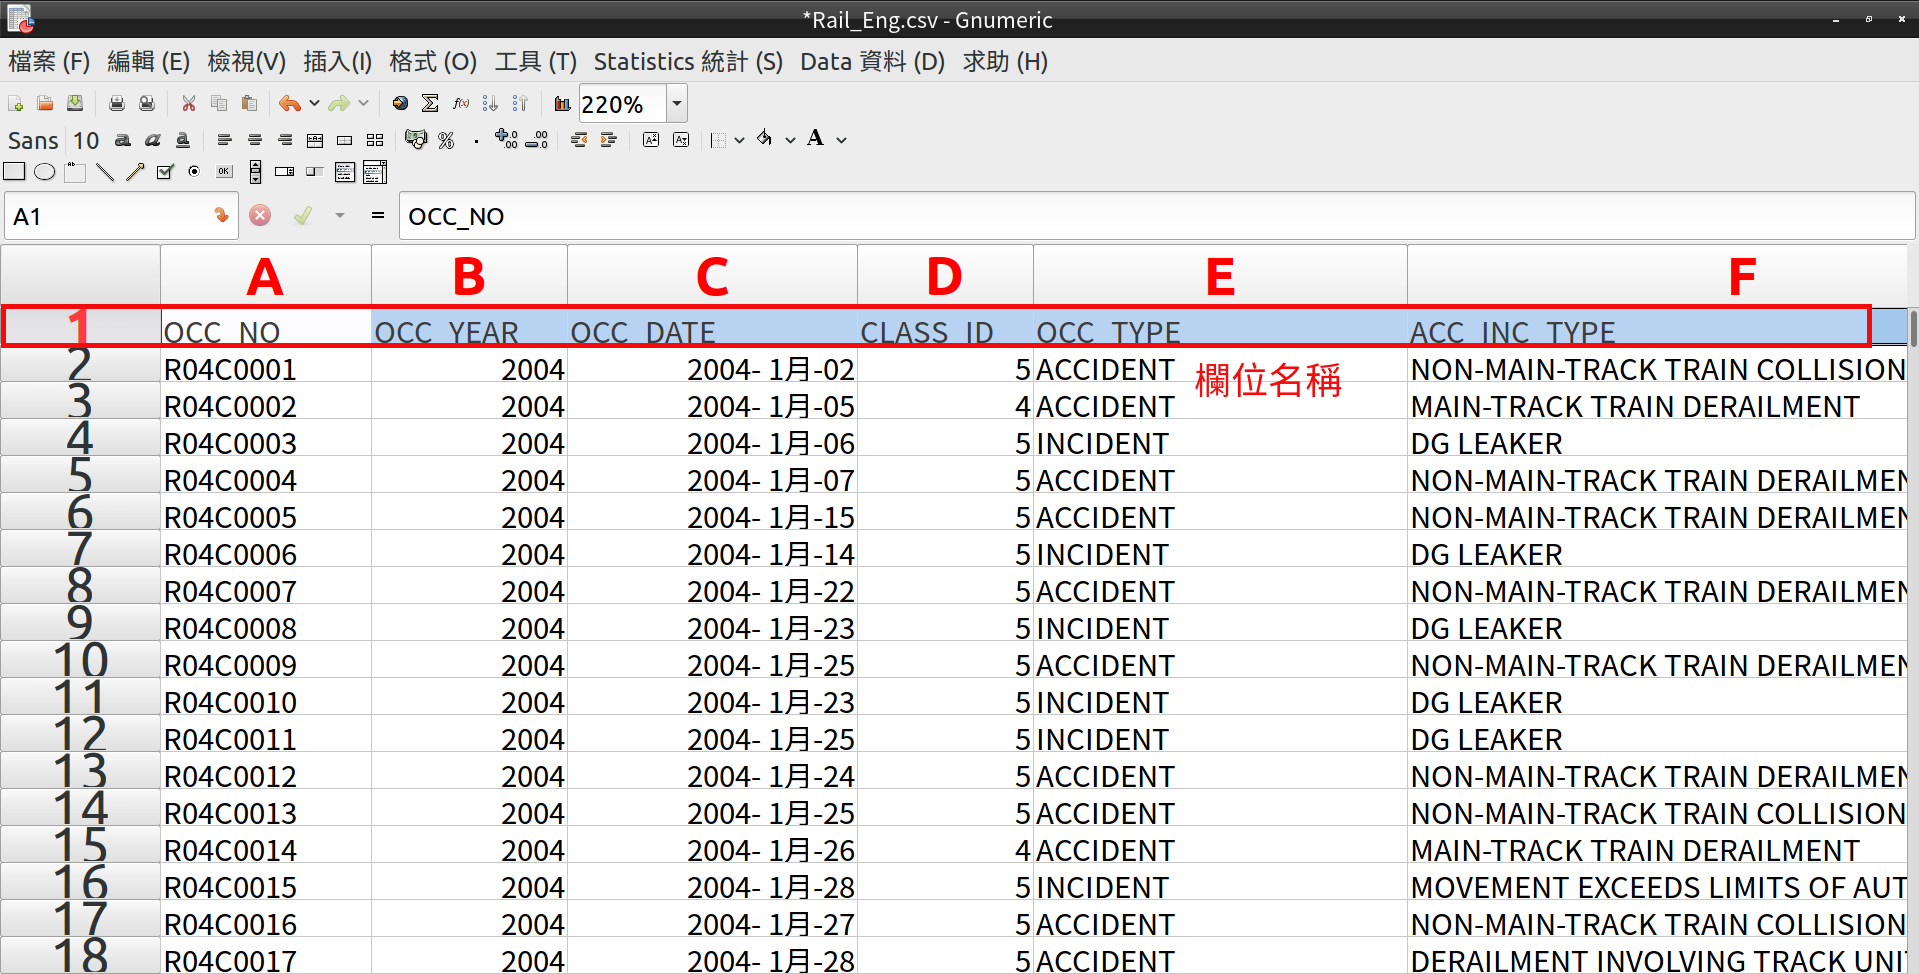 *Rail_Eng.csv - Gnumeric
檔案 (F) 編輯 (E) 檢視(V) 插入(I) 格式 (O) 工具 (T) Statistics 統計 (S) Data 資料 (D) 求助 (H)
f(x) 220%
Sans 10 a a a % . +.0 .00 .00 .0 A A A
Ab OK
A1 = OCC_NO
A B C D E F
1 OCC_NO OCC_YEAR OCC_DATE CLASS_ID OCC_TYPE ACC_INC_TYPE
2 R04C0001 2004 2004- 1月-02 5 ACCIDENT NON-MAIN-TRACK TRAIN COLLISION
欄位名稱
3 R04C0002 2004 2004- 1月-05 4 ACCIDENT MAIN-TRACK TRAIN DERAILMENT
4 R04C0003 2004 2004- 1月-06 5 INCIDENT DG LEAKER
5 R04C0004 2004 2004- 1月-07 5 ACCIDENT NON-MAIN-TRACK TRAIN DERAILMEN
6 R04C0005 2004 2004- 1月-15 5 ACCIDENT NON-MAIN-TRACK TRAIN DERAILMEN
7 R04C0006 2004 2004- 1月-14 5 INCIDENT DG LEAKER
8 R04C0007 2004 2004- 1月-22 5 ACCIDENT NON-MAIN-TRACK TRAIN DERAILMEN
9 R04C0008 2004 2004- 1月-23 5 INCIDENT DG LEAKER
10 R04C0009 2004 2004- 1月-25 5 ACCIDENT NON-MAIN-TRACK TRAIN DERAILMEN
11 R04C0010 2004 2004- 1月-23 5 INCIDENT DG LEAKER
12 R04C0011 2004 2004- 1月-25 5 INCIDENT DG LEAKER
13 R04C0012 2004 2004- 1月-24 5 ACCIDENT NON-MAIN-TRACK TRAIN DERAILMEN
14 R04C0013 2004 2004- 1月-25 5 ACCIDENT NON-MAIN-TRACK TRAIN COLLISION
15 R04C0014 2004 2004- 1月-26 4 ACCIDENT MAIN-TRACK TRAIN DERAILMENT
16 R04C0015 2004 2004- 1月-28 5 INCIDENT MOVEMENT EXCEEDS LIMITS OF AUT
17 R04C0016 2004 2004- 1月-27 5 ACCIDENT NON-MAIN-TRACK TRAIN COLLISION
18 R04C0017 2004 2004- 1月-28 5 ACCIDENT DERAILMENT INVOLVING TRACK UNI